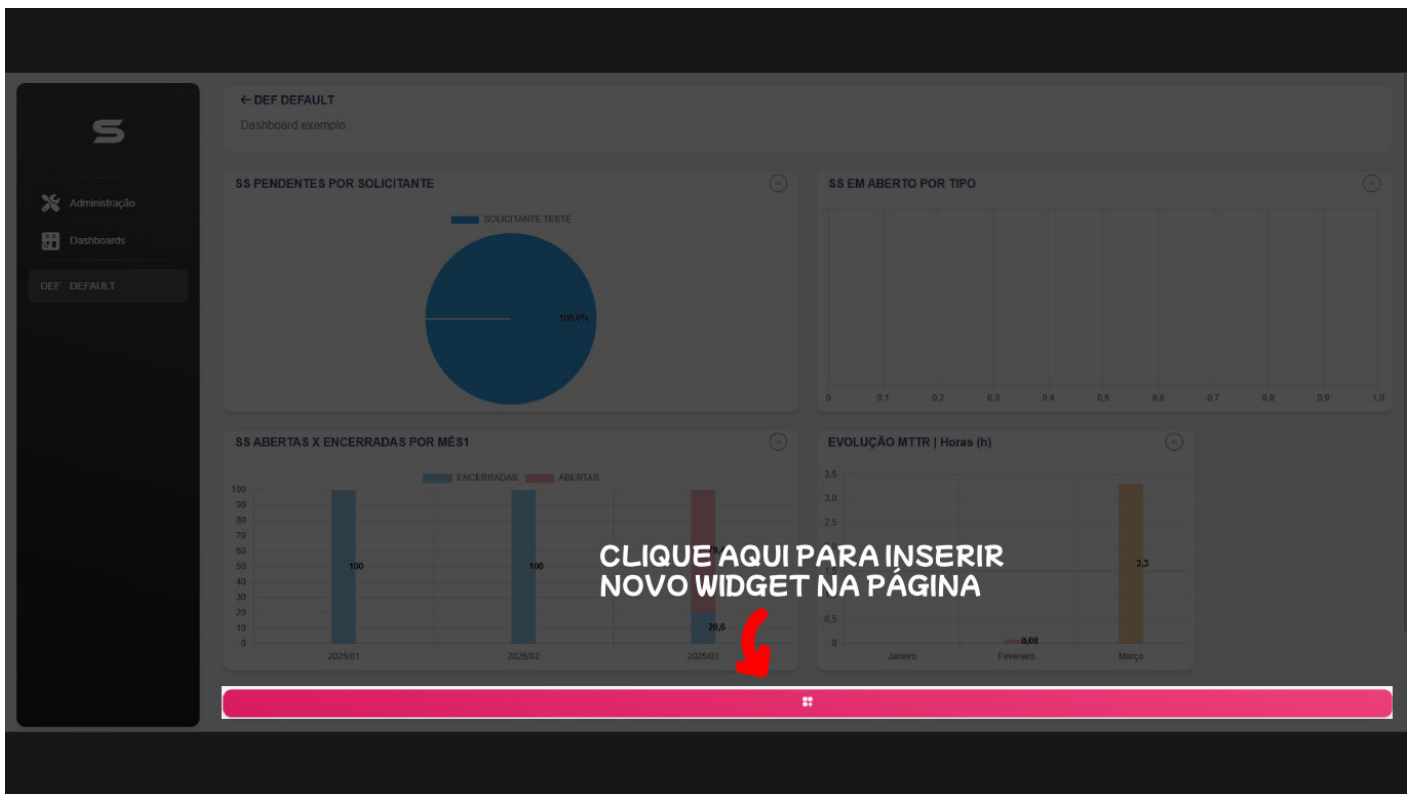 ← DEF DEFAULT
Dashboard exemplo
S
Administração
Dashboards
DEF DEFAULT
SS PENDENTES POR SOLICITANTE
SOLICITANTE TESTE
100.0%
SS EM ABERTO POR TIPO
0 0,1 0,2 0,3 0,4 0,5 0,6 0,7 0,8 0,9 1,0
SS ABERTAS X ENCERRADAS POR MÊS1
ENCERRADAS ABERTAS
100
90
80
70
60
50
40
30
20
10
0
100
100
20,6
2025/01 2025/02 2025/03
EVOLUÇÃO MTTR | Horas (h)
3,5
3,0
2,5
1,5
0,5
0
0,08
3,3
Janeiro Fevereiro Março
CLIQUE AQUI PARA INSERIR
NOVO WIDGET NA PÁGINA